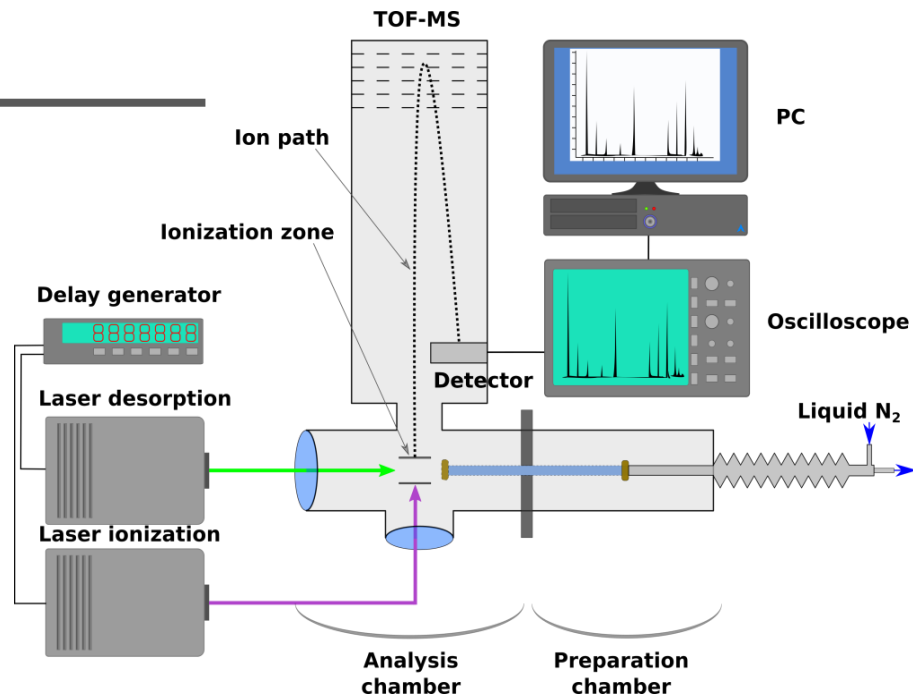 TOF-MS
PC
Ion path
Ionization zone
Delay generator
8888888
Oscilloscope
Detector
Laser desorption
Liquid N₂
Laser ionization
Analysis
chamber
Preparation
chamber